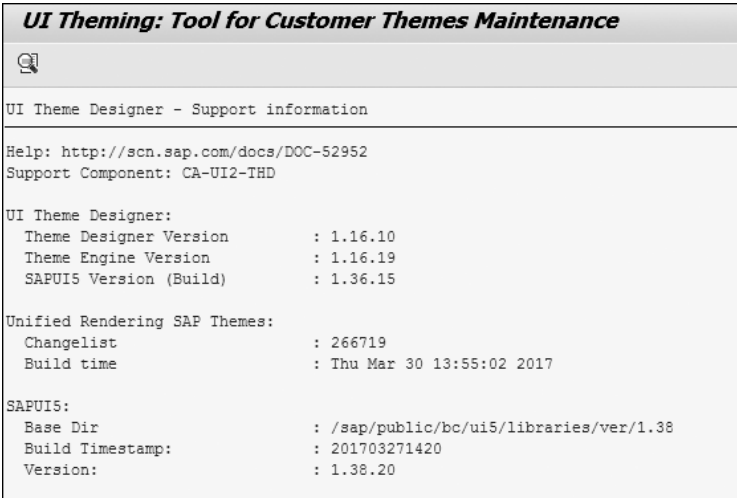 UI Theming: Tool for Customer Themes Maintenance
UI Theme Designer - Support information
Help: http://scn.sap.com/docs/DOC-52952
Support Component: CA-UI2-THD
UI Theme Designer:
Theme Designer Version : 1.16.10
Theme Engine Version : 1.16.19
SAPUI5 Version (Build) : 1.36.15
Unified Rendering SAP Themes:
Changelist : 266719
Build time : Thu Mar 30 13:55:02 2017
SAPUI5:
Base Dir : /sap/public/bc/ui5/libraries/ver/1.38
Build Timestamp: : 201703271420
Version: : 1.38.20